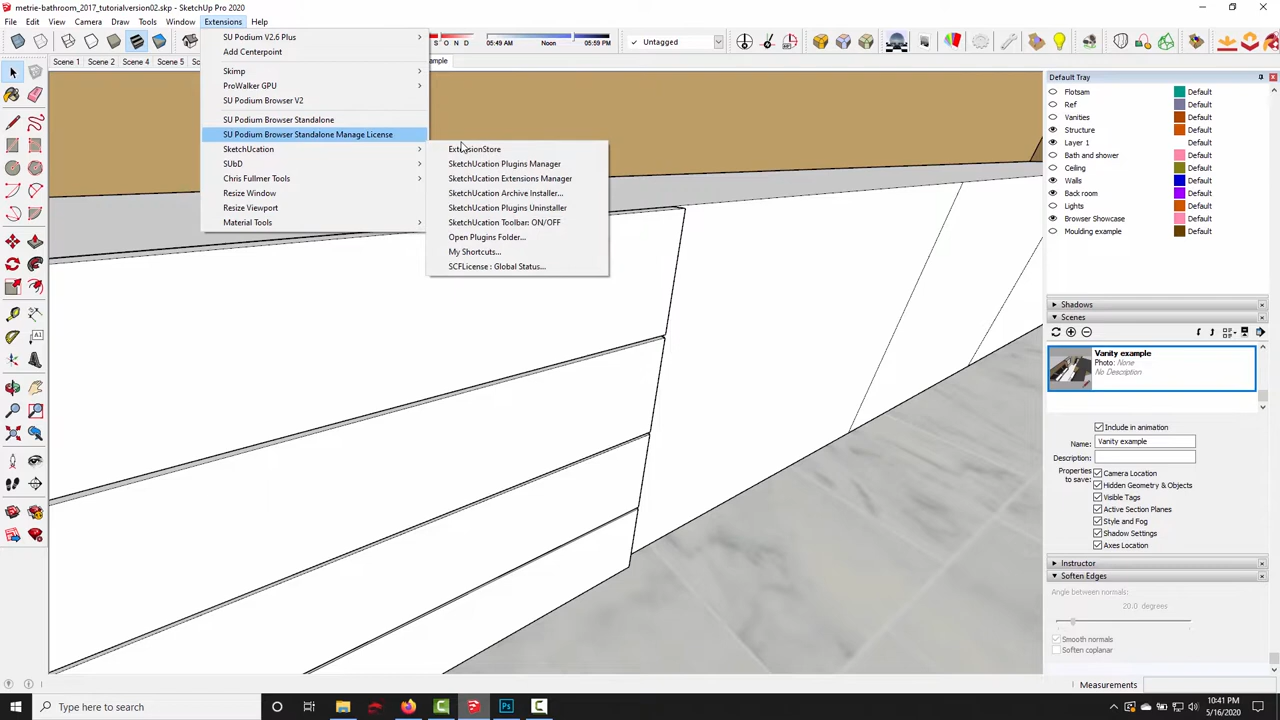 metrie-bathroom_2017_tutorialversion02.skp - SketchUp Pro 2020
File Edit View Camera Draw Tools Window Extensions Help
O N D 05:49 AM Noon 05:59 PM Untagged
Scene 1 Scene 2 Scene 4 Scene 5 ample
SU Podium V2.6 Plus
Add Centerpoint
Skimp
ProWalker GPU
SU Podium Browser V2
SU Podium Browser Standalone
SU Podium Browser Standalone Manage License
SketchUcation
SUbD
Chris Fullmer Tools
Resize Window
Resize Viewport
Material Tools
ExtensionStore
SketchUcation Plugins Manager
SketchUcation Extensions Manager
SketchUcation Archive Installer...
SketchUcation Plugins Uninstaller
SketchUcation Toolbar: ON/OFF
Open Plugins Folder...
My Shortcuts...
SCFLicense : Global Status...
Default Tray
Flotsam Default
Ref Default
Vanities Default
Structure Default
Layer 1 Default
Bath and shower Default
Ceiling Default
Walls Default
Back room Default
Lights Default
Browser Showcase Default
Moulding example Default
Shadows
Scenes
Vanity example
Photo: None
No Description
Include in animation
Name: Vanity example
Description:
Properties to save:
Camera Location
Hidden Geometry & Objects
Visible Tags
Active Section Planes
Style and Fog
Shadow Settings
Axes Location
Instructor
Soften Edges
Angle between normals:
20.0 degrees
Smooth normals
Soften coplanar
Measurements
Type here to search
10:41 PM
5/16/2020